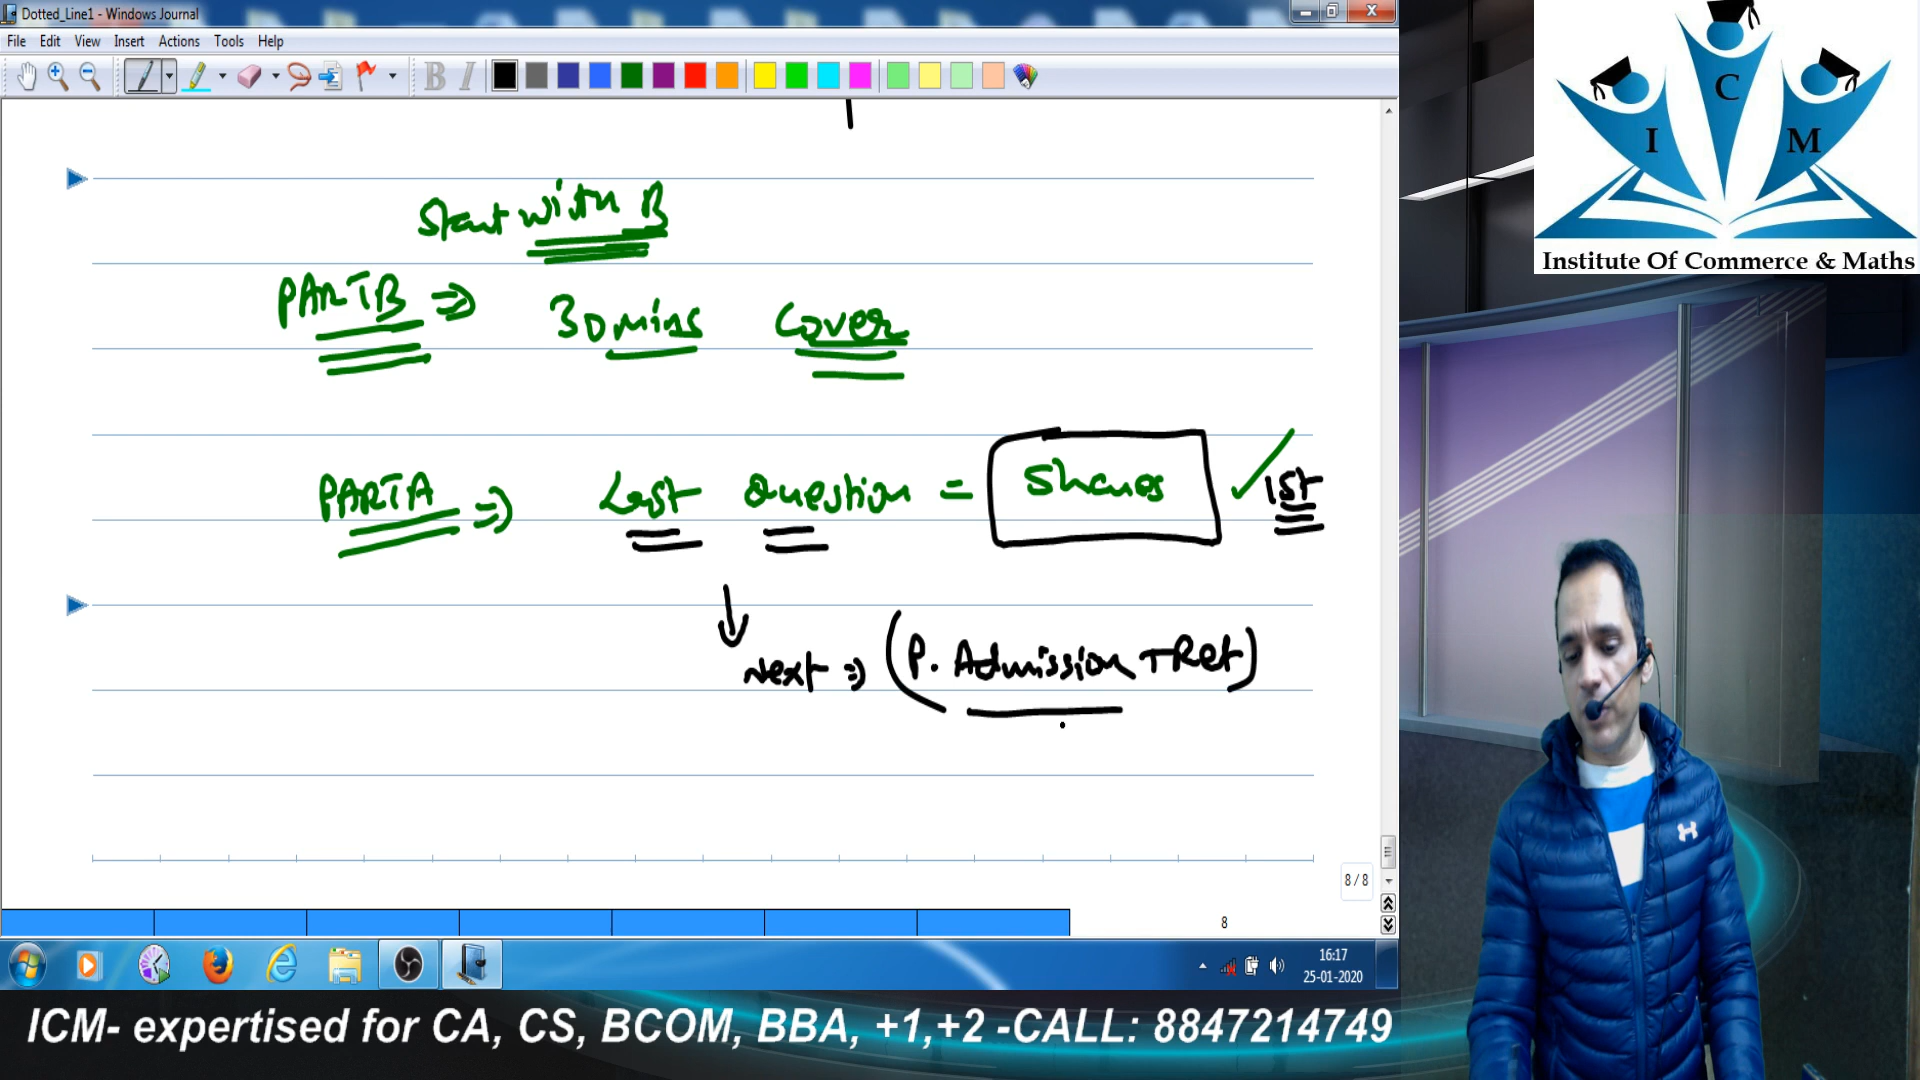 Dotted_Line1 - Windows Journal
File Edit View Insert Actions Tools Help
B I
Start with B
PART B ⇒ 30 mins Cover
PART A ⇒ Last Question = Shares ✓ 1st
↓
Next ⇒ (P. Admission + Ret)
8 / 8
8
16:17
25-01-2020
I C M
Institute Of Commerce & Maths
ICM- expertised for CA, CS, BCOM, BBA, +1,+2 -CALL: 8847214749